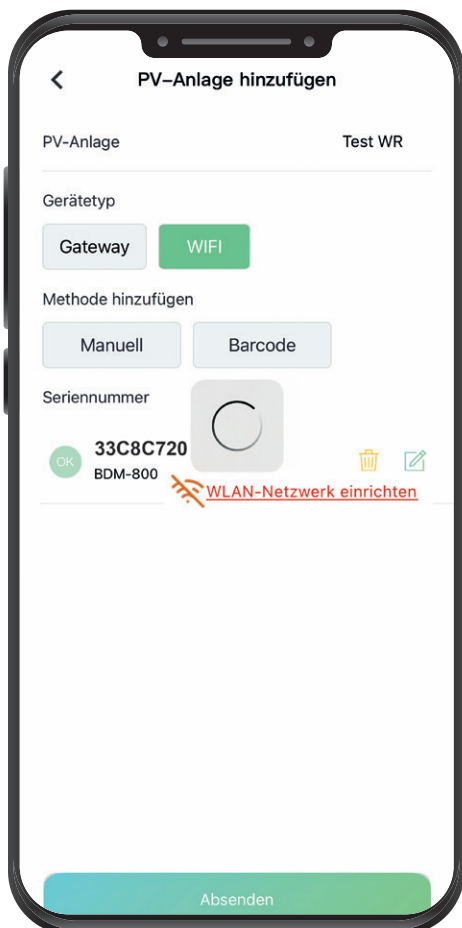 PV–Anlage hinzufügen
PV-Anlage Test WR
Gerätetyp
Gateway WIFI
Methode hinzufügen
Manuell Barcode
Seriennummer
OK 33C8C720
BDM-800
WLAN-Netzwerk einrichten
Absenden